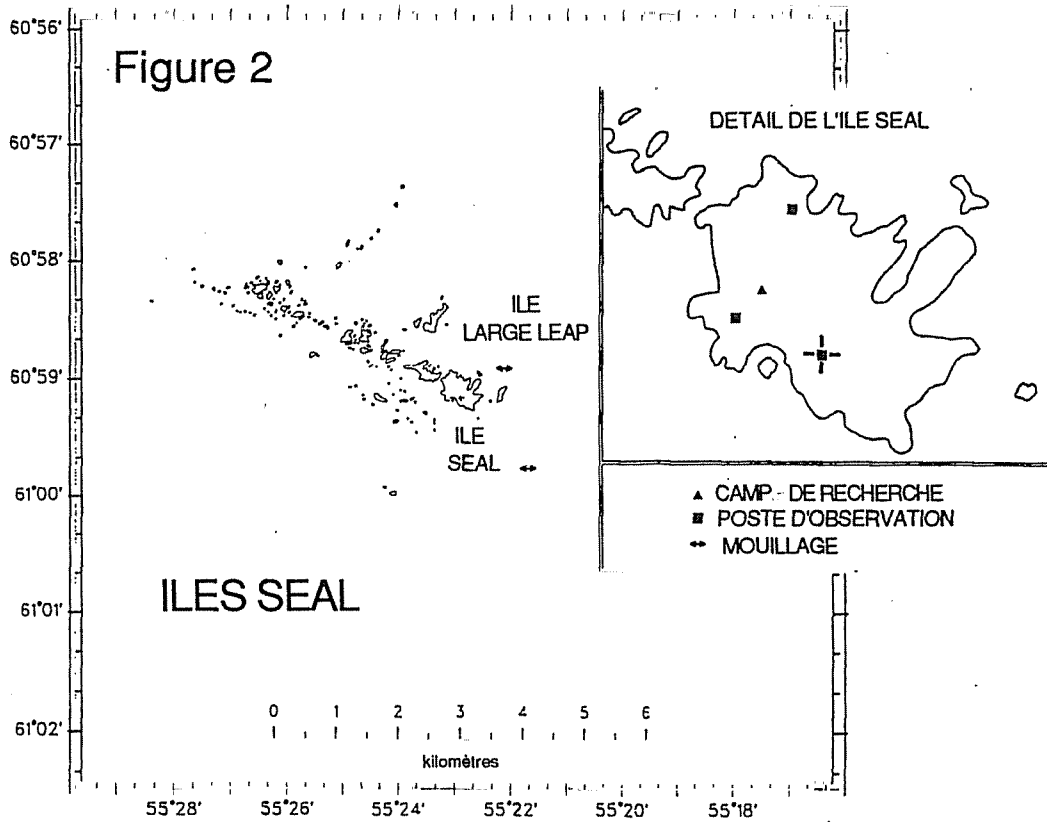 60°56'
Figure 2
60°57'
DETAIL DE L'ILE SEAL
60°58'
ILE
LARGE LEAP
60°59'
ILE
SEAL
61°00'
▲ CAMP. DE RECHERCHE
■ POSTE D'OBSERVATION
↔ MOUILLAGE
ILES SEAL
61°01'
0 1 2 3 4 5 6
kilomètres
61°02'
55°28' 55°26' 55°24' 55°22' 55°20' 55°18'